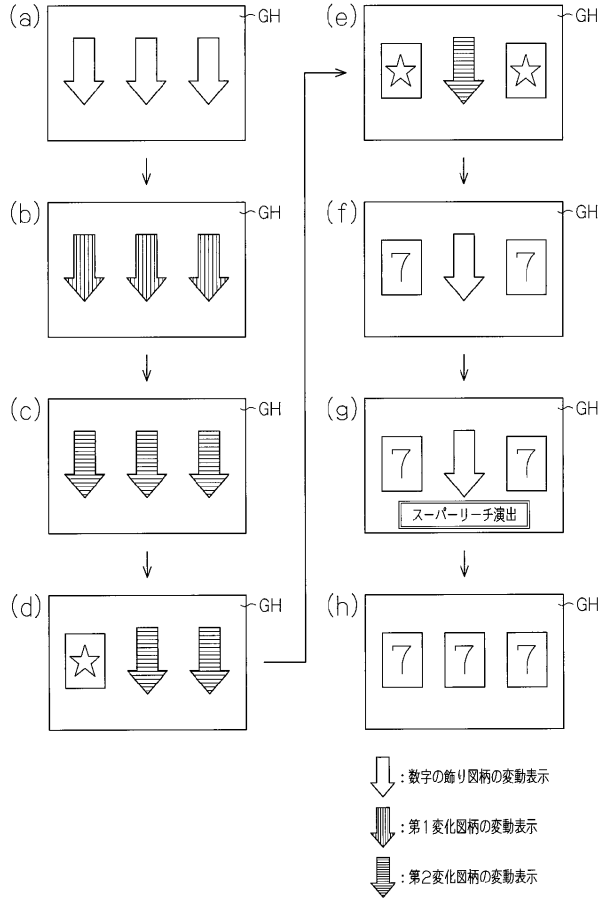 (a) GH
(b) GH
(c) GH
(d) GH
(e) GH
(f) GH
7 7
(g) GH
7 7
スーパーリーチ演出
(h) GH
7 7 7
:数字の飾り図柄の変動表示
:第1変化図柄の変動表示
:第2変化図柄の変動表示